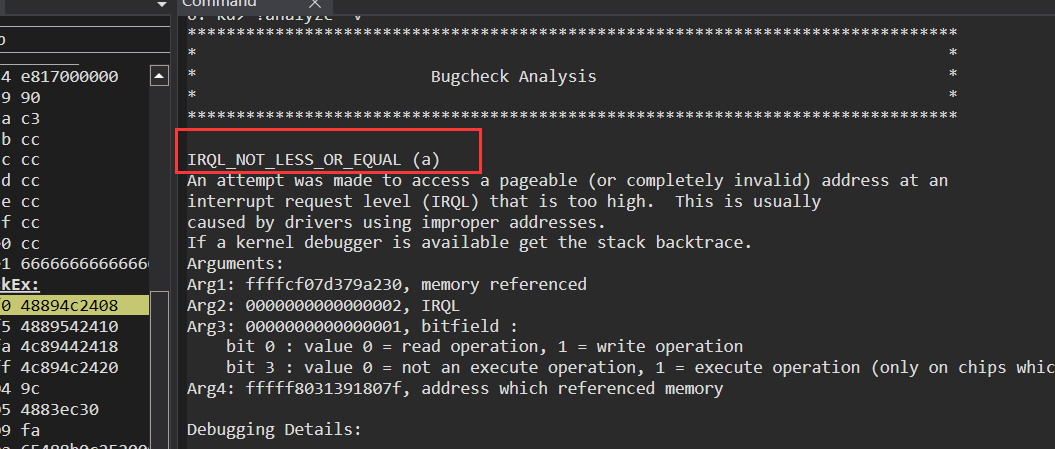 Command
6: kd> !analyze -v
*******************************************************************************
* *
* Bugcheck Analysis *
* *
*******************************************************************************
IRQL_NOT_LESS_OR_EQUAL (a)
An attempt was made to access a pageable (or completely invalid) address at an
interrupt request level (IRQL) that is too high. This is usually
caused by drivers using improper addresses.
If a kernel debugger is available get the stack backtrace.
Arguments:
Arg1: ffffcf07d379a230, memory referenced
Arg2: 0000000000000002, IRQL
Arg3: 0000000000000001, bitfield :
bit 0 : value 0 = read operation, 1 = write operation
bit 3 : value 0 = not an execute operation, 1 = execute operation (only on chips whic
Arg4: fffff8031391807f, address which referenced memory
Debugging Details:
4 e817000000
9 90
a c3
b cc
c cc
d cc
e cc
f cc
0 cc
1 66666666666666
kEx:
0 48894c2408
5 4889542410
a 4c89442418
f 4c894c2420
4 9c
5 4883ec30
9 fa